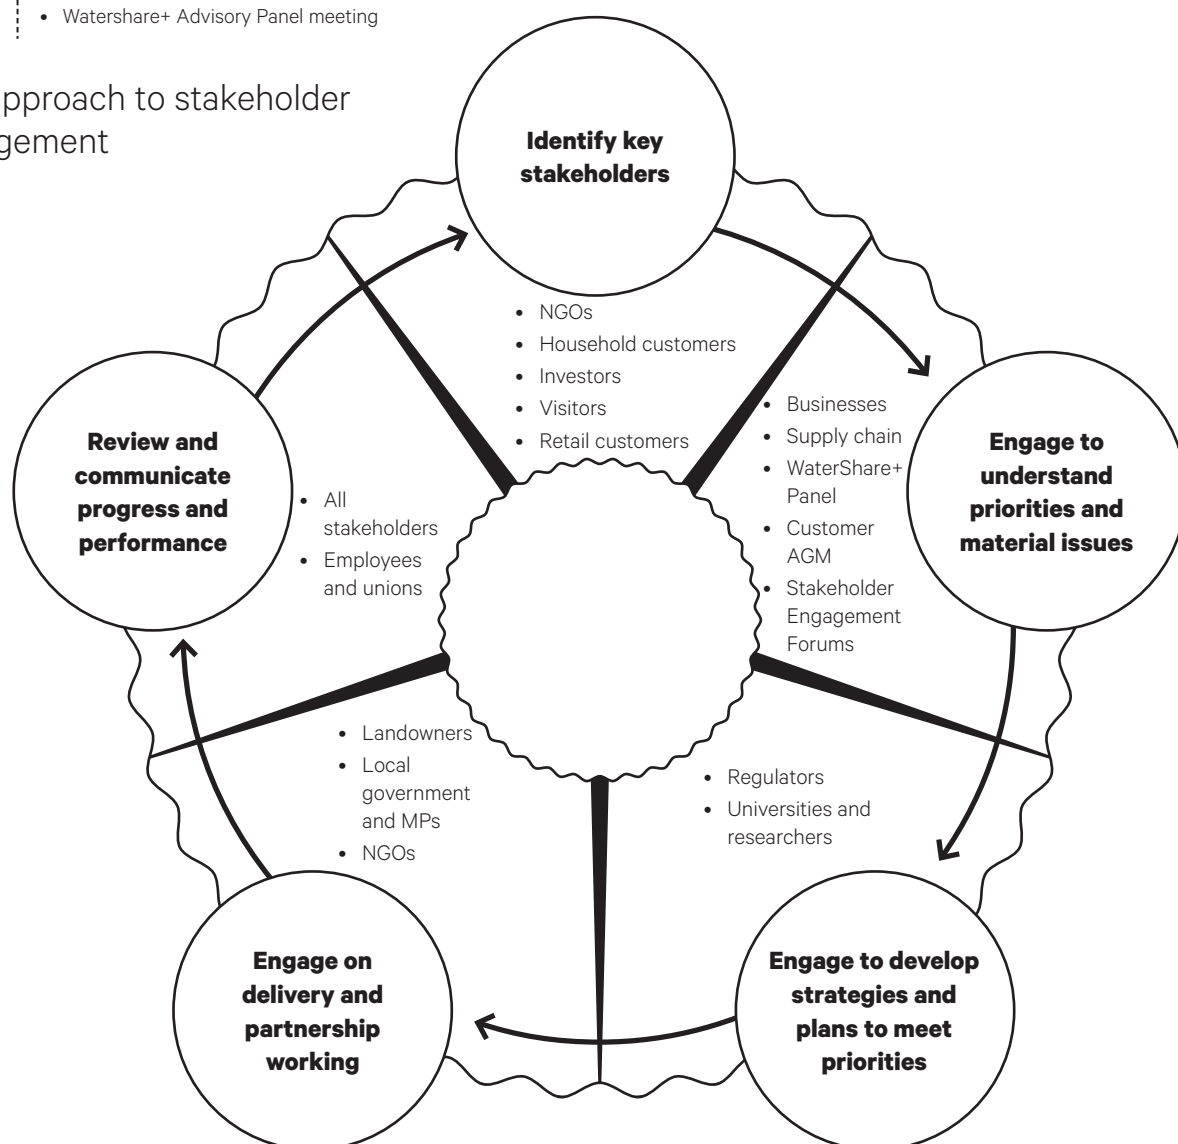 • Watershare+ Advisory Panel meeting
pproach to stakeholder
gement
Identify key
stakeholders
• NGOs
• Household customers
• Investors
• Visitors
• Retail customers
• Businesses
• Supply chain
• WaterShare+
Panel
• Customer
AGM
• Stakeholder
Engagement
Forums
Engage to
understand
priorities and
material issues
• Regulators
• Universities and
researchers
Engage to develop
strategies and
plans to meet
priorities
• Landowners
• Local
government
and MPs
• NGOs
Engage on
delivery and
partnership
working
• All
stakeholders
• Employees
and unions
Review and
communicate
progress and
performance